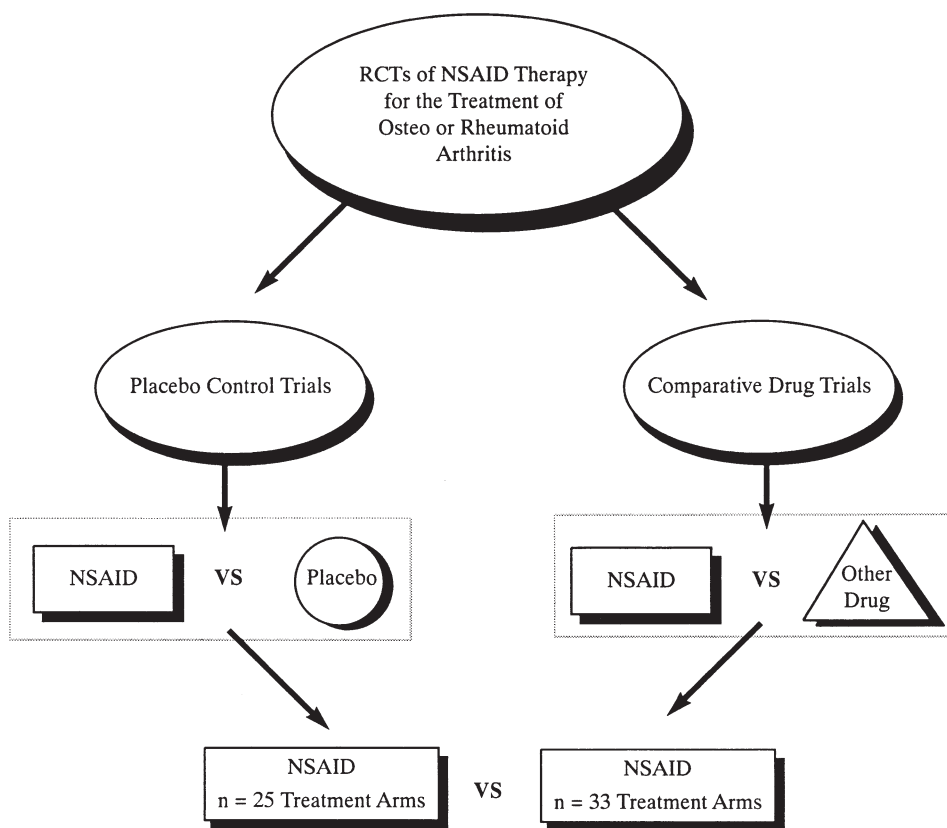 RCTs of NSAID Therapy
for the Treatment of
Osteo or Rheumatoid
Arthritis
Placebo Control Trials
Comparative Drug Trials
NSAID VS Placebo
NSAID VS Other
Drug
NSAID
n = 25 Treatment Arms
VS
NSAID
n = 33 Treatment Arms